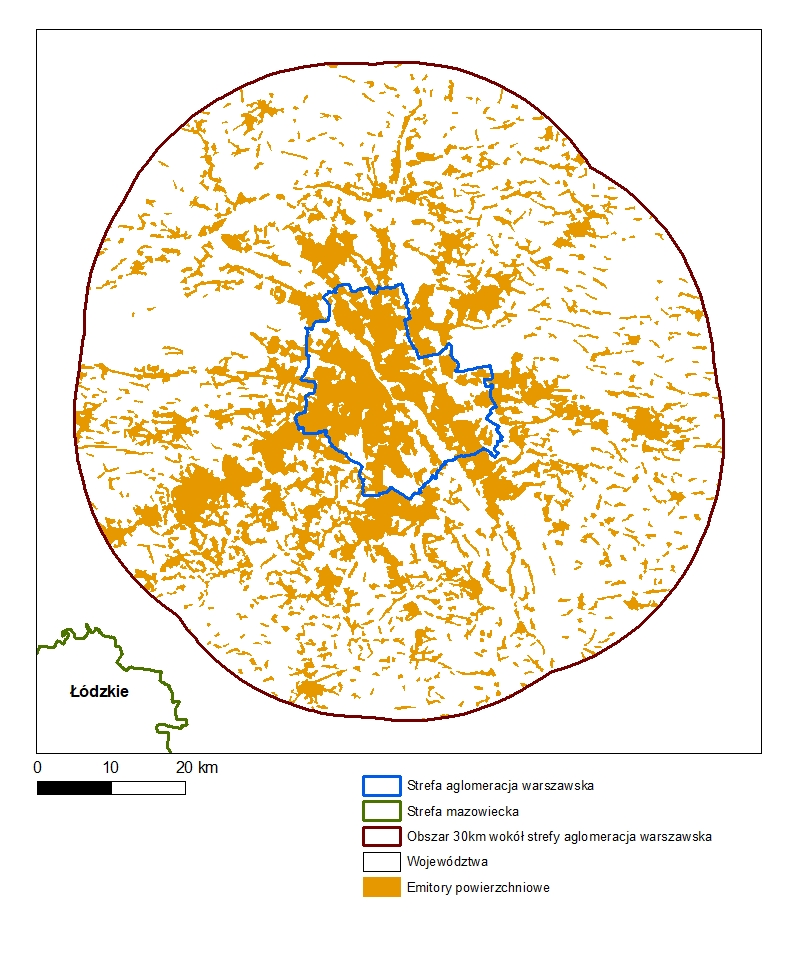 Łódzkie
0 10 20 km
Strefa aglomeracja warszawska
Strefa mazowiecka
Obszar 30km wokół strefy aglomeracja warszawska
Województwa
Emitory powierzchniowe